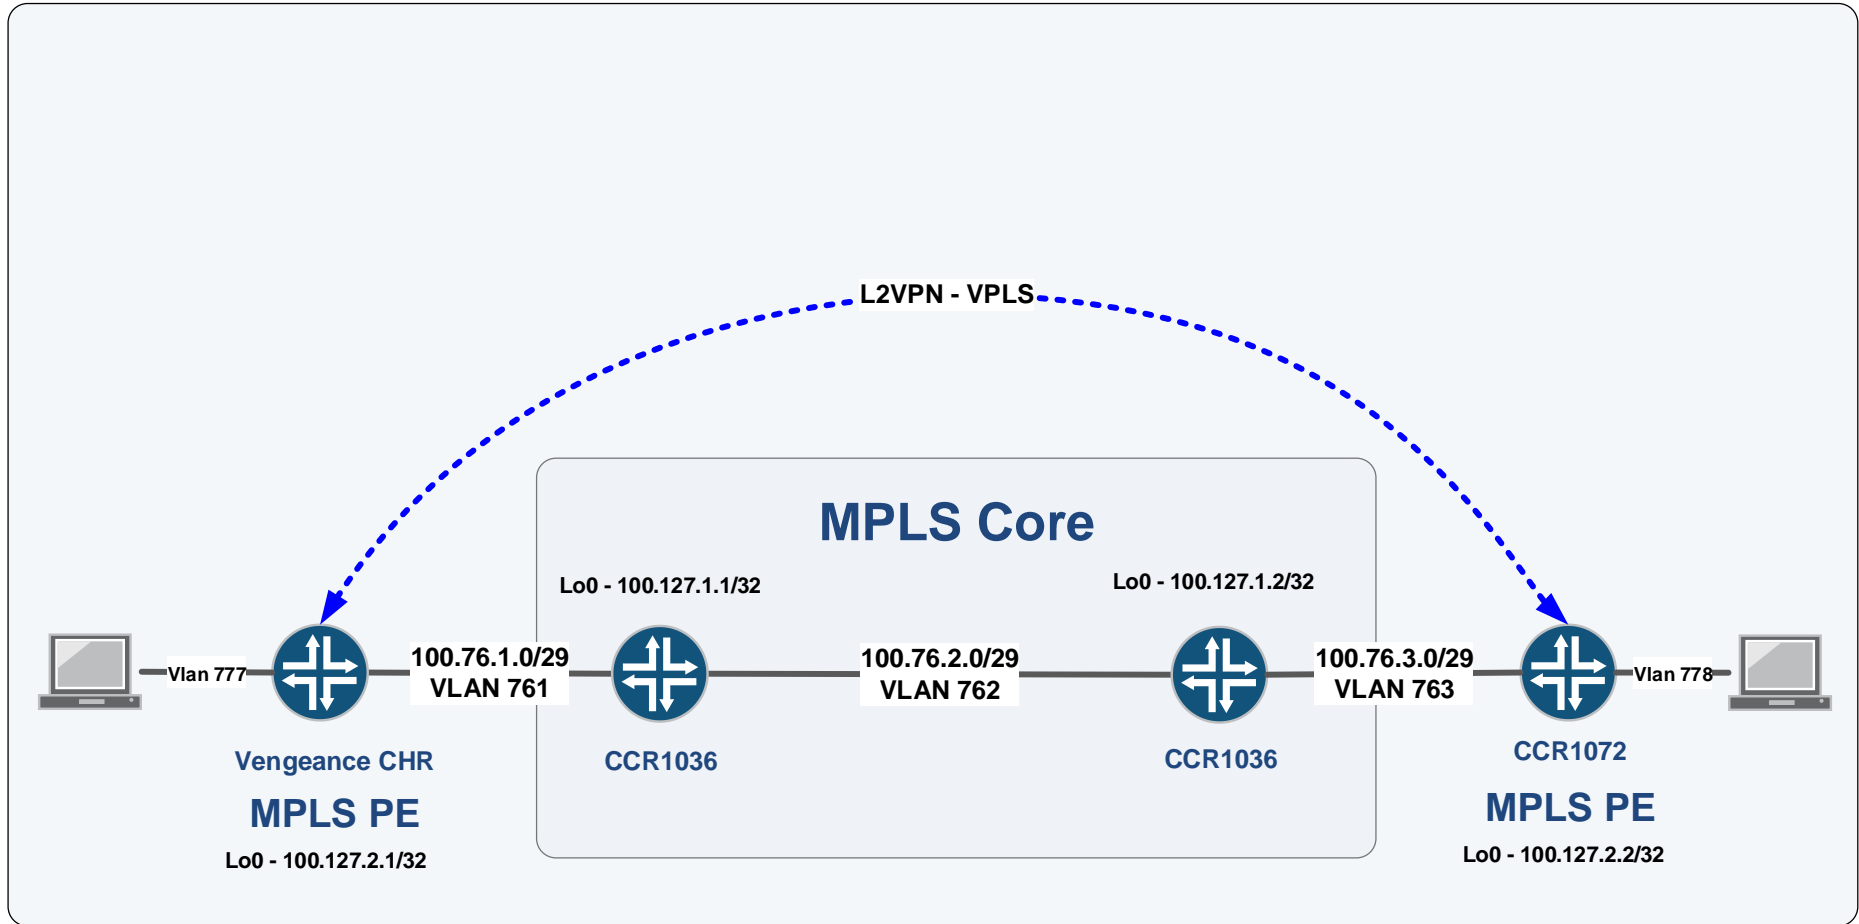 L2VPN - VPLS
MPLS Core
Lo0 - 100.127.1.1/32
Lo0 - 100.127.1.2/32
Vlan 777
100.76.1.0/29
VLAN 761
100.76.2.0/29
VLAN 762
100.76.3.0/29
VLAN 763
Vlan 778
Vengeance CHR
CCR1036
CCR1036
CCR1072
MPLS PE
MPLS PE
Lo0 - 100.127.2.1/32
Lo0 - 100.127.2.2/32